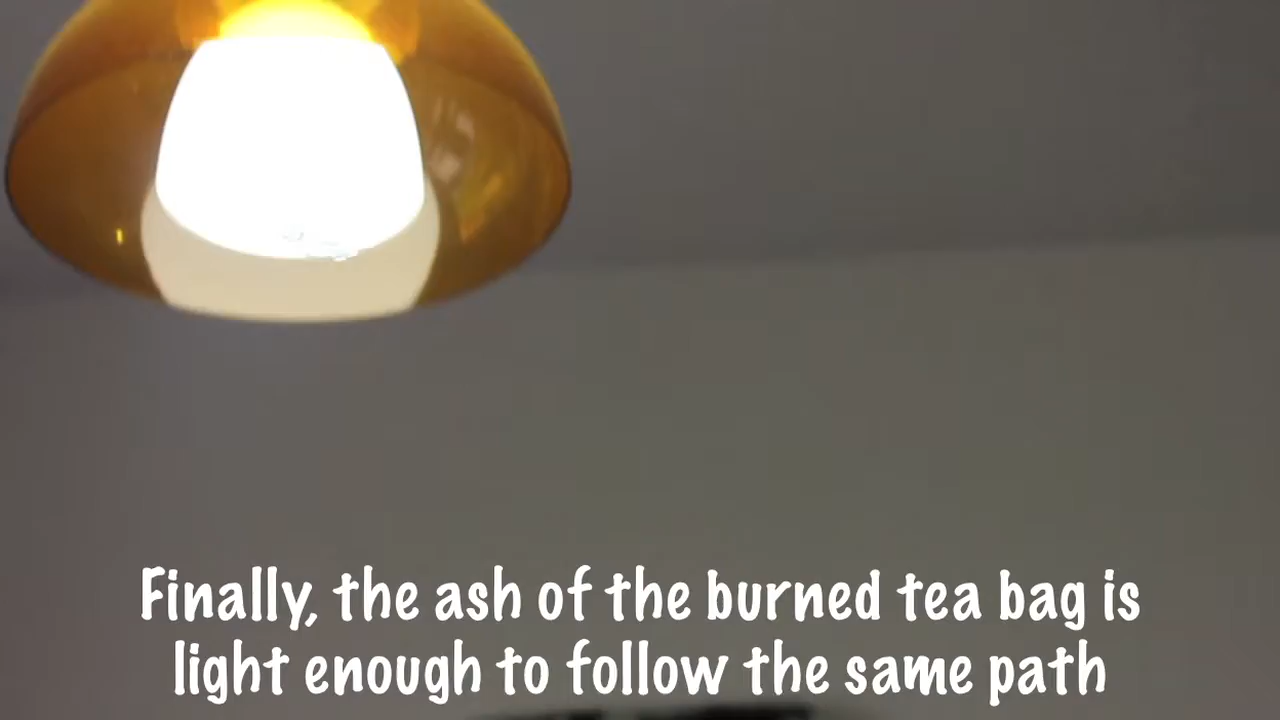 Finally, the ash of the burned tea bag is
light enough to follow the same path